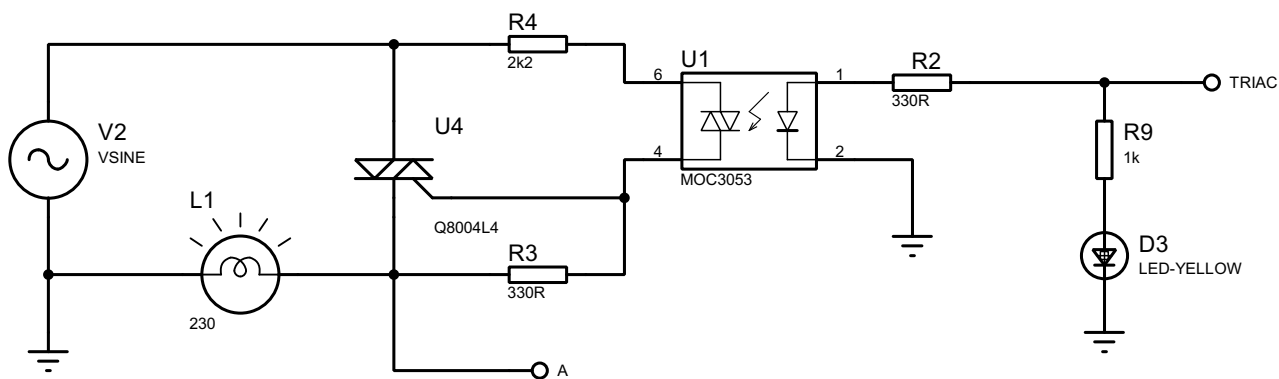 R4
2k2
U1
6
4
1
2
MOC3053
R2
330R
TRIAC
R9
1k
D3
LED-YELLOW
V2
VSINE
U4
Q8004L4
L1
230
R3
330R
A